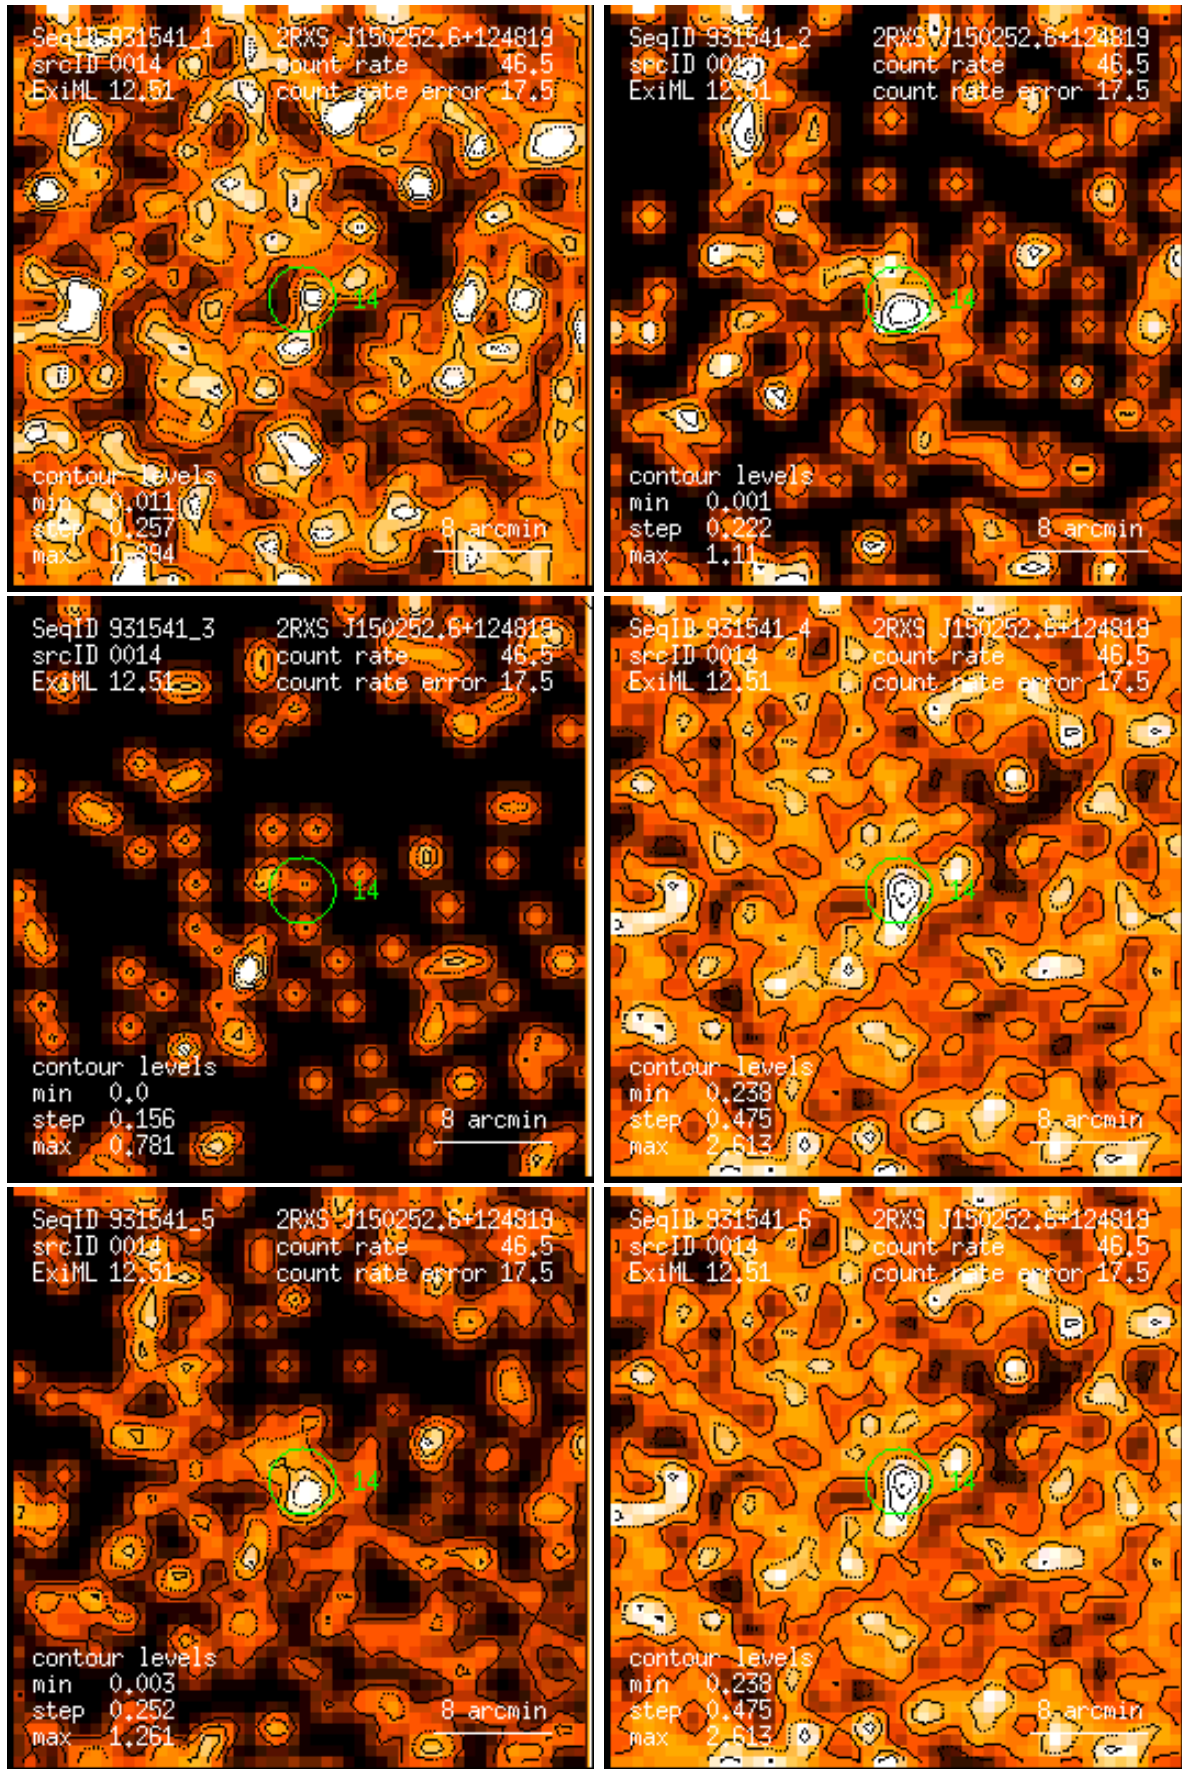 SeqID 931541_1 2RXS J150252.6+124819
srcID 0014 count rate 46.5
ExiML 12.51 count rate error 17.5
14
contour levels
min 0.011
step 0.257 8 arcmin
max 1.294
SeqID 931541_2 2RXS J150252.6+124819
srcID 0014 count rate 46.5
ExiML 12.51 count rate error 17.5
14
contour levels
min 0.001
step 0.222 8 arcmin
max 1.11
SeqID 931541_3 2RXS J150252.6+124819
srcID 0014 count rate 46.5
ExiML 12.51 count rate error 17.5
14
contour levels
min 0.0
step 0.156 8 arcmin
max 0.781
SeqID 931541_4 2RXS J150252.6+124819
srcID 0014 count rate 46.5
ExiML 12.51 count rate error 17.5
14
contour levels
min 0.238
step 0.475 8 arcmin
max 2.613
SeqID 931541_5 2RXS J150252.6+124819
srcID 0014 count rate 46.5
ExiML 12.51 count rate error 17.5
14
contour levels
min 0.003
step 0.252 8 arcmin
max 1.261
SeqID 931541_6 2RXS J150252.6+124819
srcID 0014 count rate 46.5
ExiML 12.51 count rate error 17.5
14
contour levels
min 0.238
step 0.475 8 arcmin
max 2.613